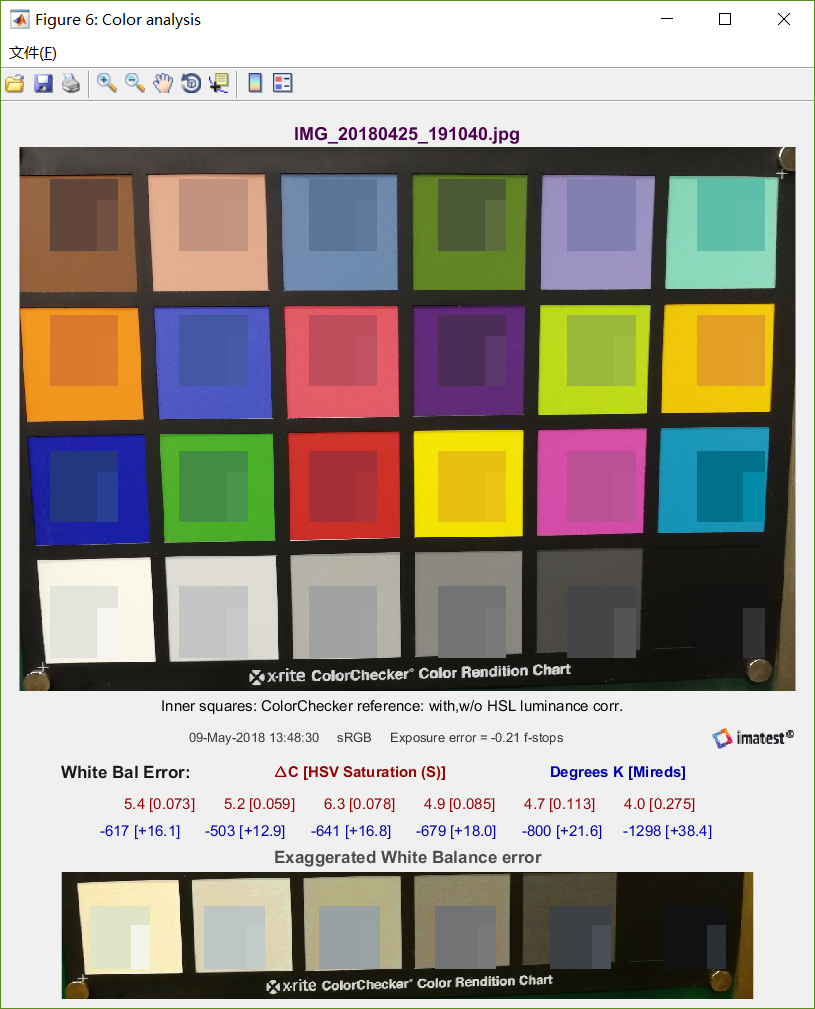 Figure 6: Color analysis
文件(F)
IMG_20180425_191040.jpg
x-rite ColorChecker® Color Rendition Chart
Inner squares: ColorChecker reference: with,w/o HSL luminance corr.
09-May-2018 13:48:30 sRGB Exposure error = -0.21 f-stops
imatest®
White Bal Error: ΔC [HSV Saturation (S)] Degrees K [Mireds]
5.4 [0.073] 5.2 [0.059] 6.3 [0.078] 4.9 [0.085] 4.7 [0.113] 4.0 [0.275]
-617 [+16.1] -503 [+12.9] -641 [+16.8] -679 [+18.0] -800 [+21.6] -1298 [+38.4]
Exaggerated White Balance error
x-rite ColorChecker® Color Rendition Chart